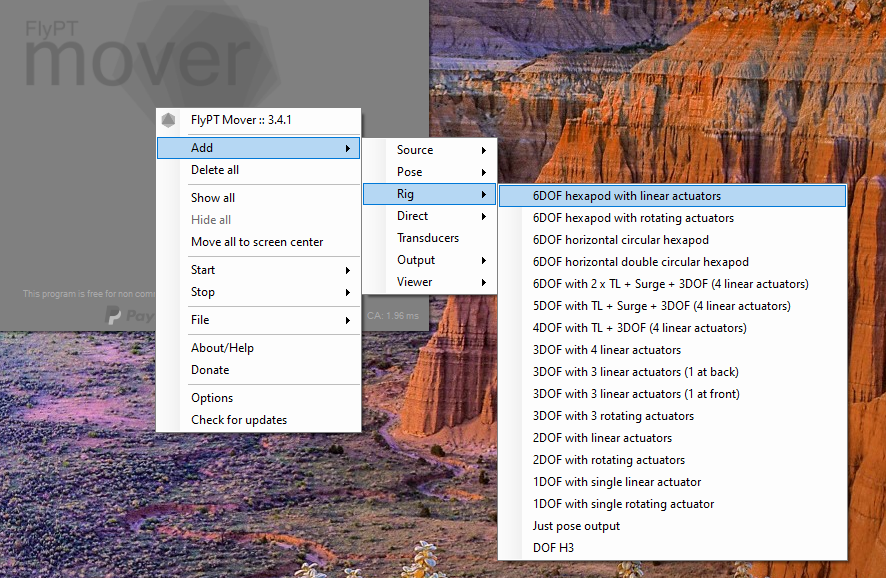 FlyPT
mover
FlyPT Mover :: 3.4.1
Add
Delete all
Show all
Hide all
Move all to screen center
Start
Stop
File
About/Help
Donate
Options
Check for updates
Source
Pose
Rig
Direct
Transducers
Output
Viewer
6DOF hexapod with linear actuators
6DOF hexapod with rotating actuators
6DOF horizontal circular hexapod
6DOF horizontal double circular hexapod
6DOF with 2 x TL + Surge + 3DOF (4 linear actuators)
5DOF with TL + Surge + 3DOF (4 linear actuators)
4DOF with TL + 3DOF (4 linear actuators)
3DOF with 4 linear actuators
3DOF with 3 linear actuators (1 at back)
3DOF with 3 linear actuators (1 at front)
3DOF with 3 rotating actuators
2DOF with linear actuators
2DOF with rotating actuators
1DOF with single linear actuator
1DOF with single rotating actuator
Just pose output
DOF H3
This program is free for non
Pay
CA: 1.96 ms